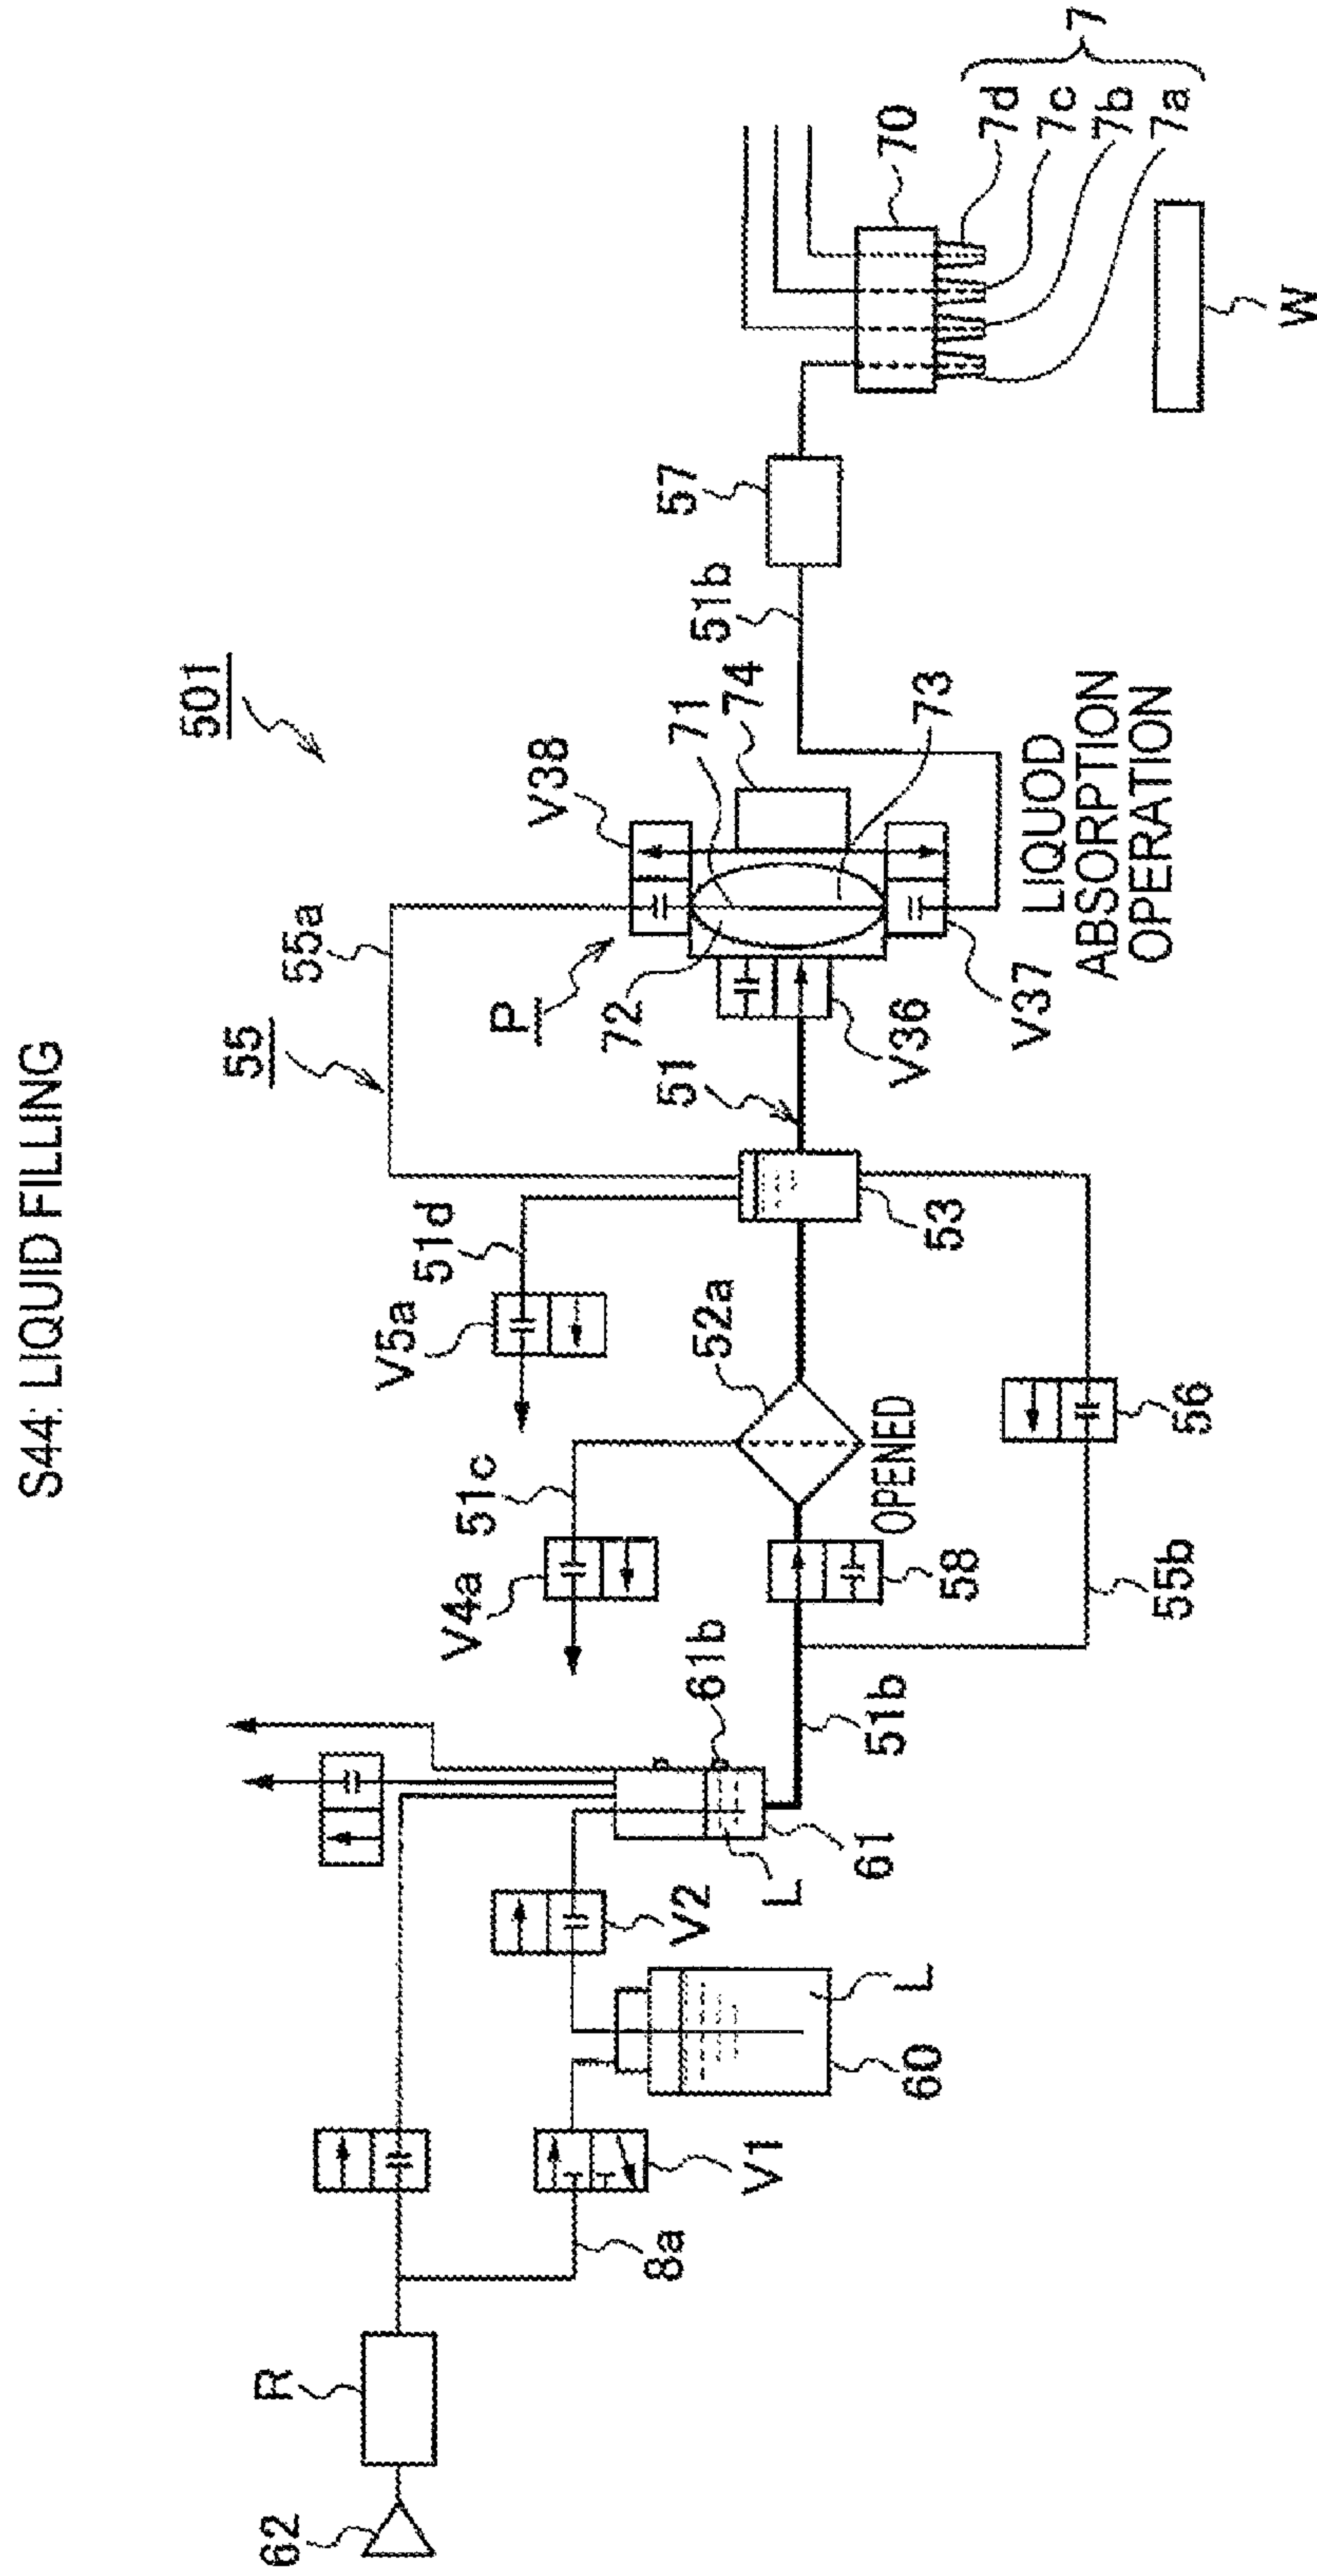 S44: LIQUID FILLING
501
55
55a
P
V38
71
74
72
73
V36
V37
LIQUOD
ABSORPTION
OPERATION
51
51b
57
70
7d
7c
7b
7a
7
W
51d
V5a
53
52a
OPENED
51c
V4a
58
56
55b
61b
51b
61
L
V2
L
60
V1
8a
R
62